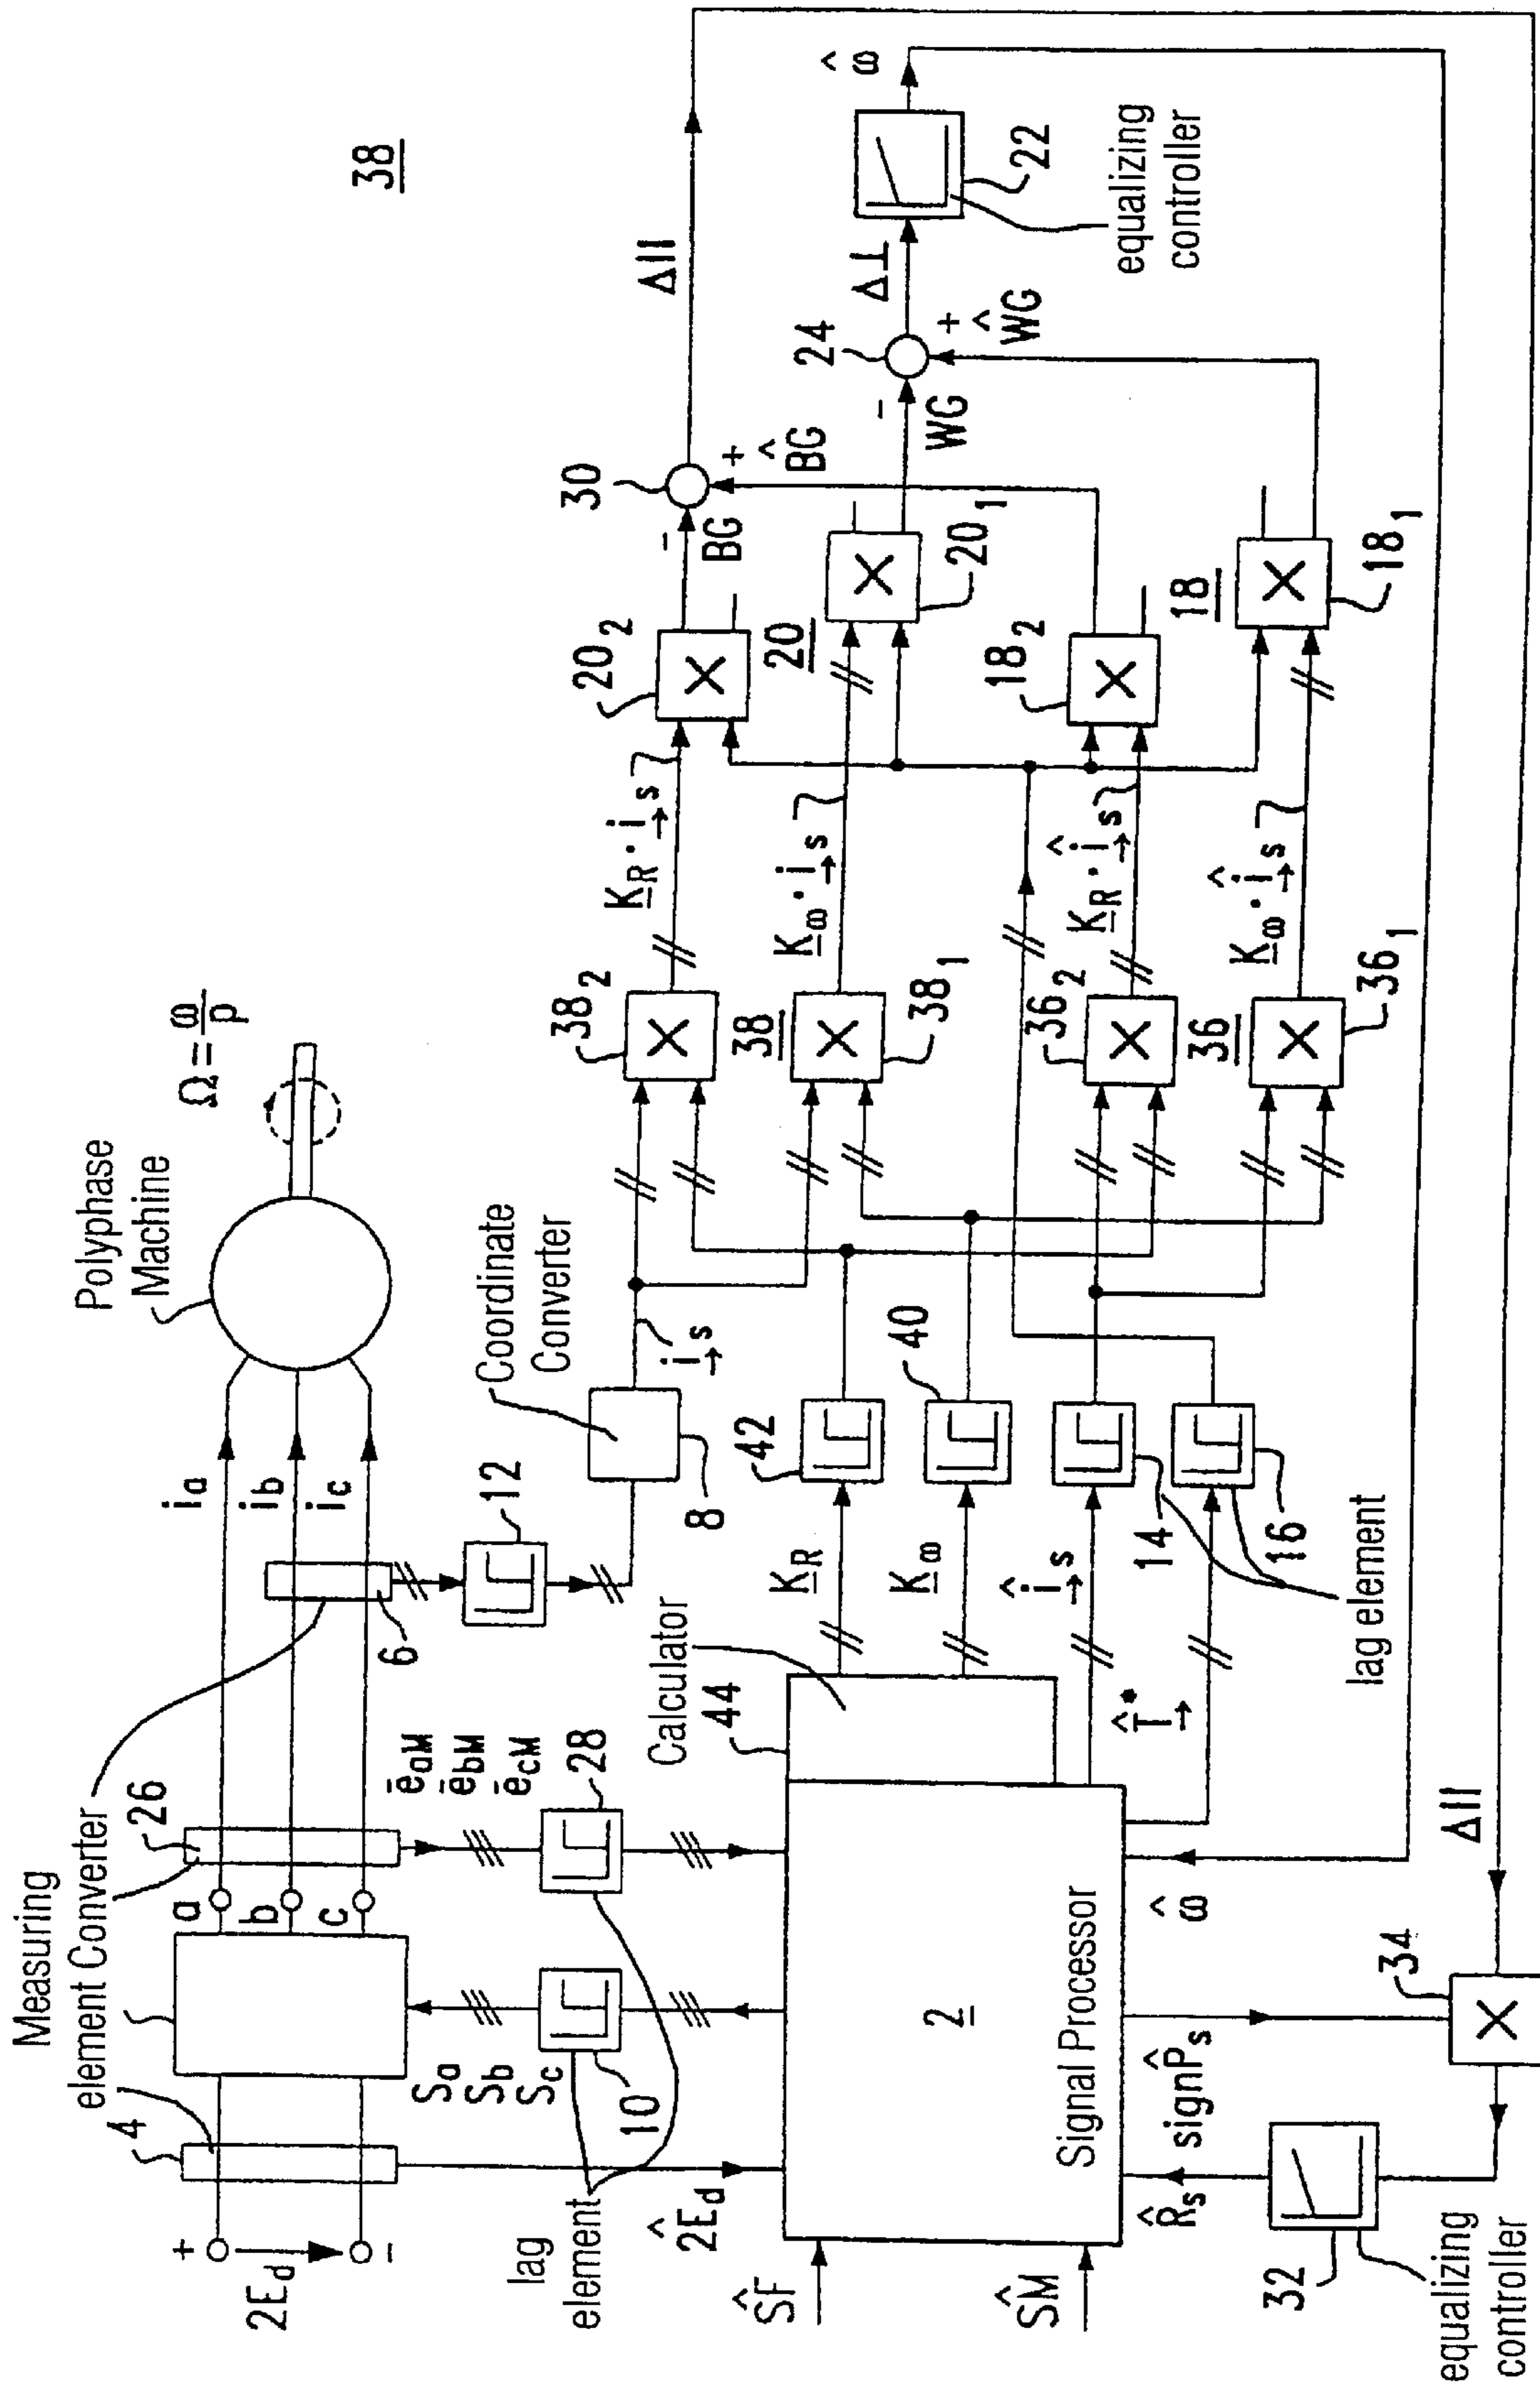 38
Polyphase
Machine
Ω = ω/p
Measuring
element Converter
4
26
6
+
2E_d
-
a
b
c
i_a
i_b
i_c
S_a
S_b
S_c
10
ē_aM
ē_bM
ē_cM
28
12
Coordinate
Converter
8
i_s
lag
element
2Ê_d
ŜF
ŜM
2
Signal Processor
Calculator
44
K_R
K_ω
î_s
Î*
42
40
14
16
lag element
38_2
38
38_1
36_2
36
36_1
K_R · i_s
K_ω · i_s
K_R · î_s
K_ω · î_s
20_2
20
20_1
18_2
18
18_1
BG
-
30
+
B̂G
WG
-
24
+
ŴG
Δ||
Δ⊥
22
equalizing
controller
ω̂
ω̂
R̂_s
signP̂_s
34
Δ||
32
equalizing
controller